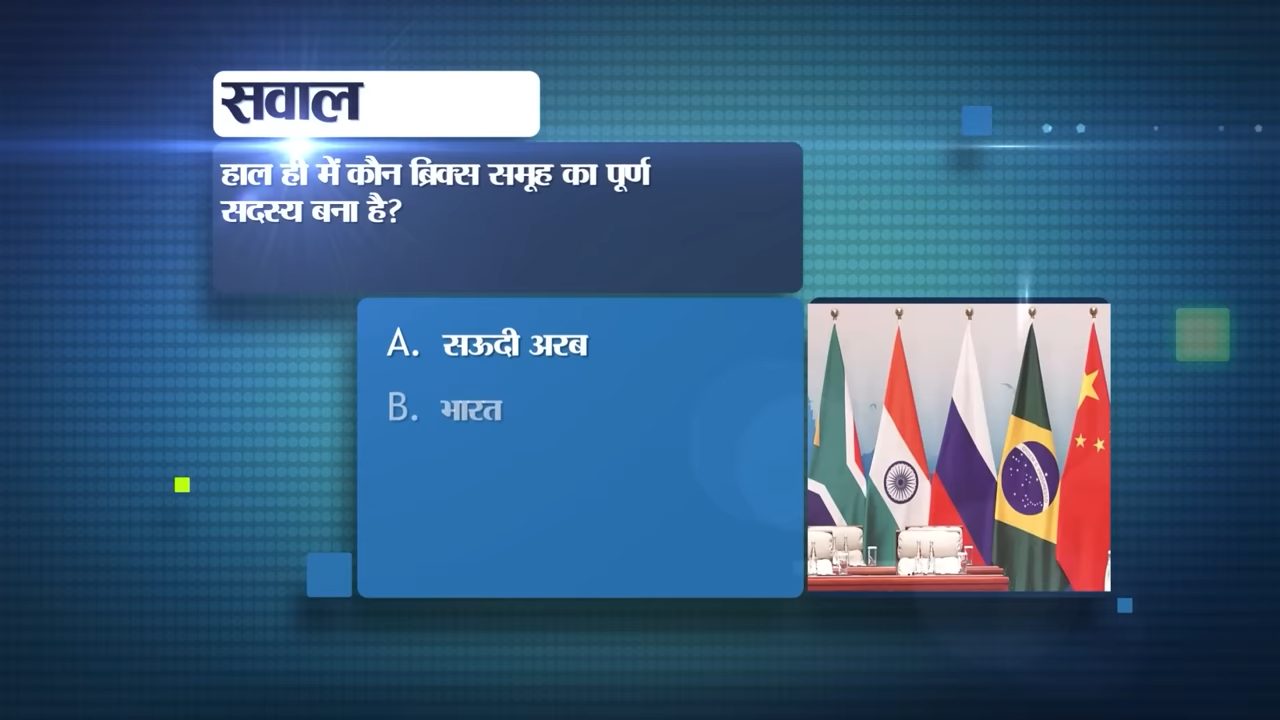 सवाल
हाल ही में कौन ब्रिक्स समूह का पूर्ण
सदस्य बना है?
A. सऊदी अरब
B. भारत